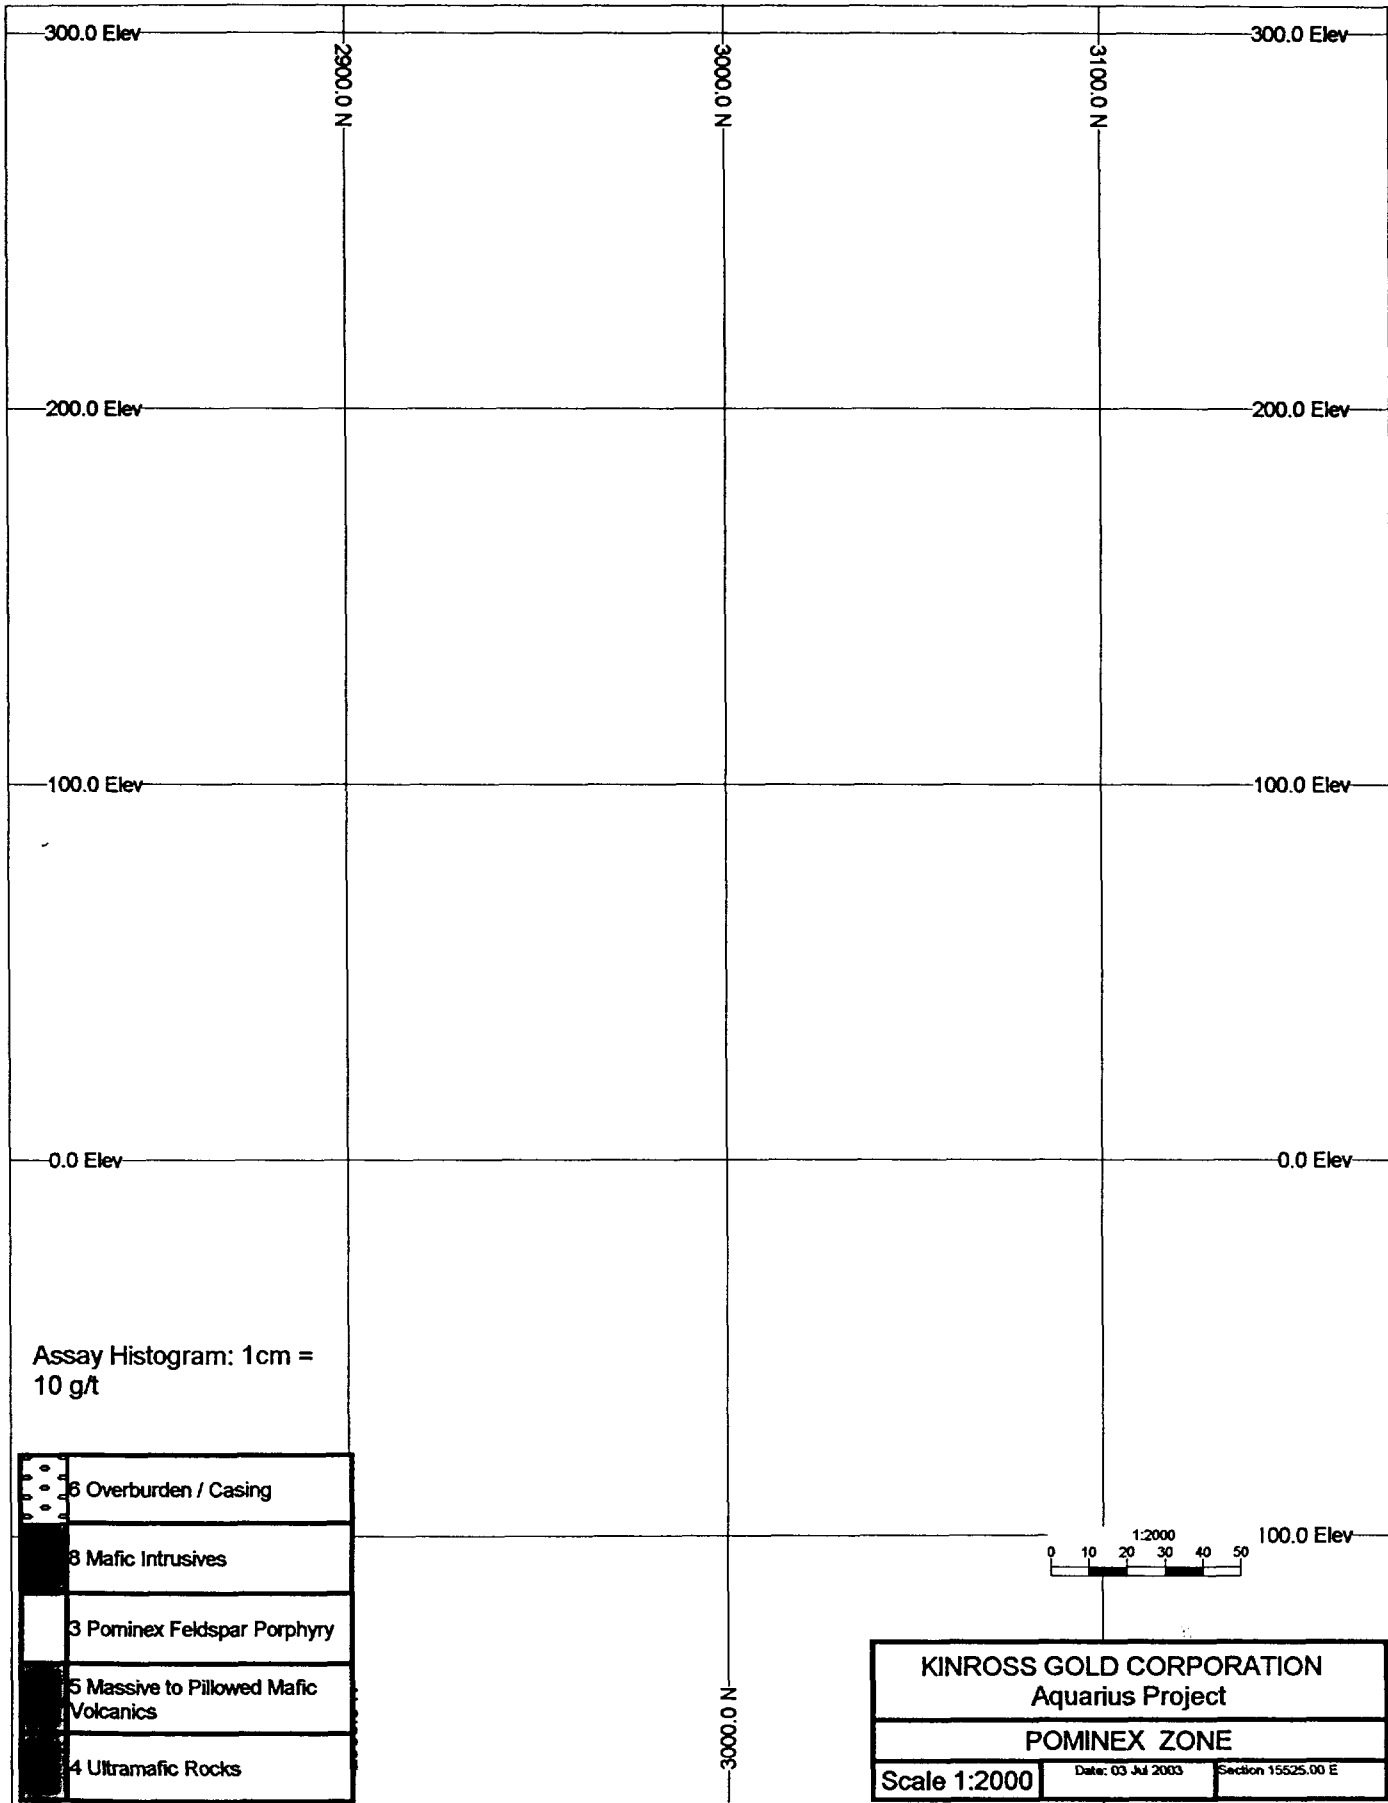 300.0 Elev
300.0 Elev
2900.0 N
3000.0 N
3100.0 N
200.0 Elev
200.0 Elev
100.0 Elev
100.0 Elev
0.0 Elev
0.0 Elev
Assay Histogram: 1cm =
10 g/t
6 Overburden / Casing
8 Mafic Intrusives
3 Pominex Feldspar Porphyry
5 Massive to Pillowed Mafic
Volcanics
4 Ultramafic Rocks
100.0 Elev
1:2000
0 10 20 30 40 50
3000.0 N
KINROSS GOLD CORPORATION
Aquarius Project
POMINEX ZONE
Scale 1:2000
Date: 03 Jul 2003
Section 15525.00 E